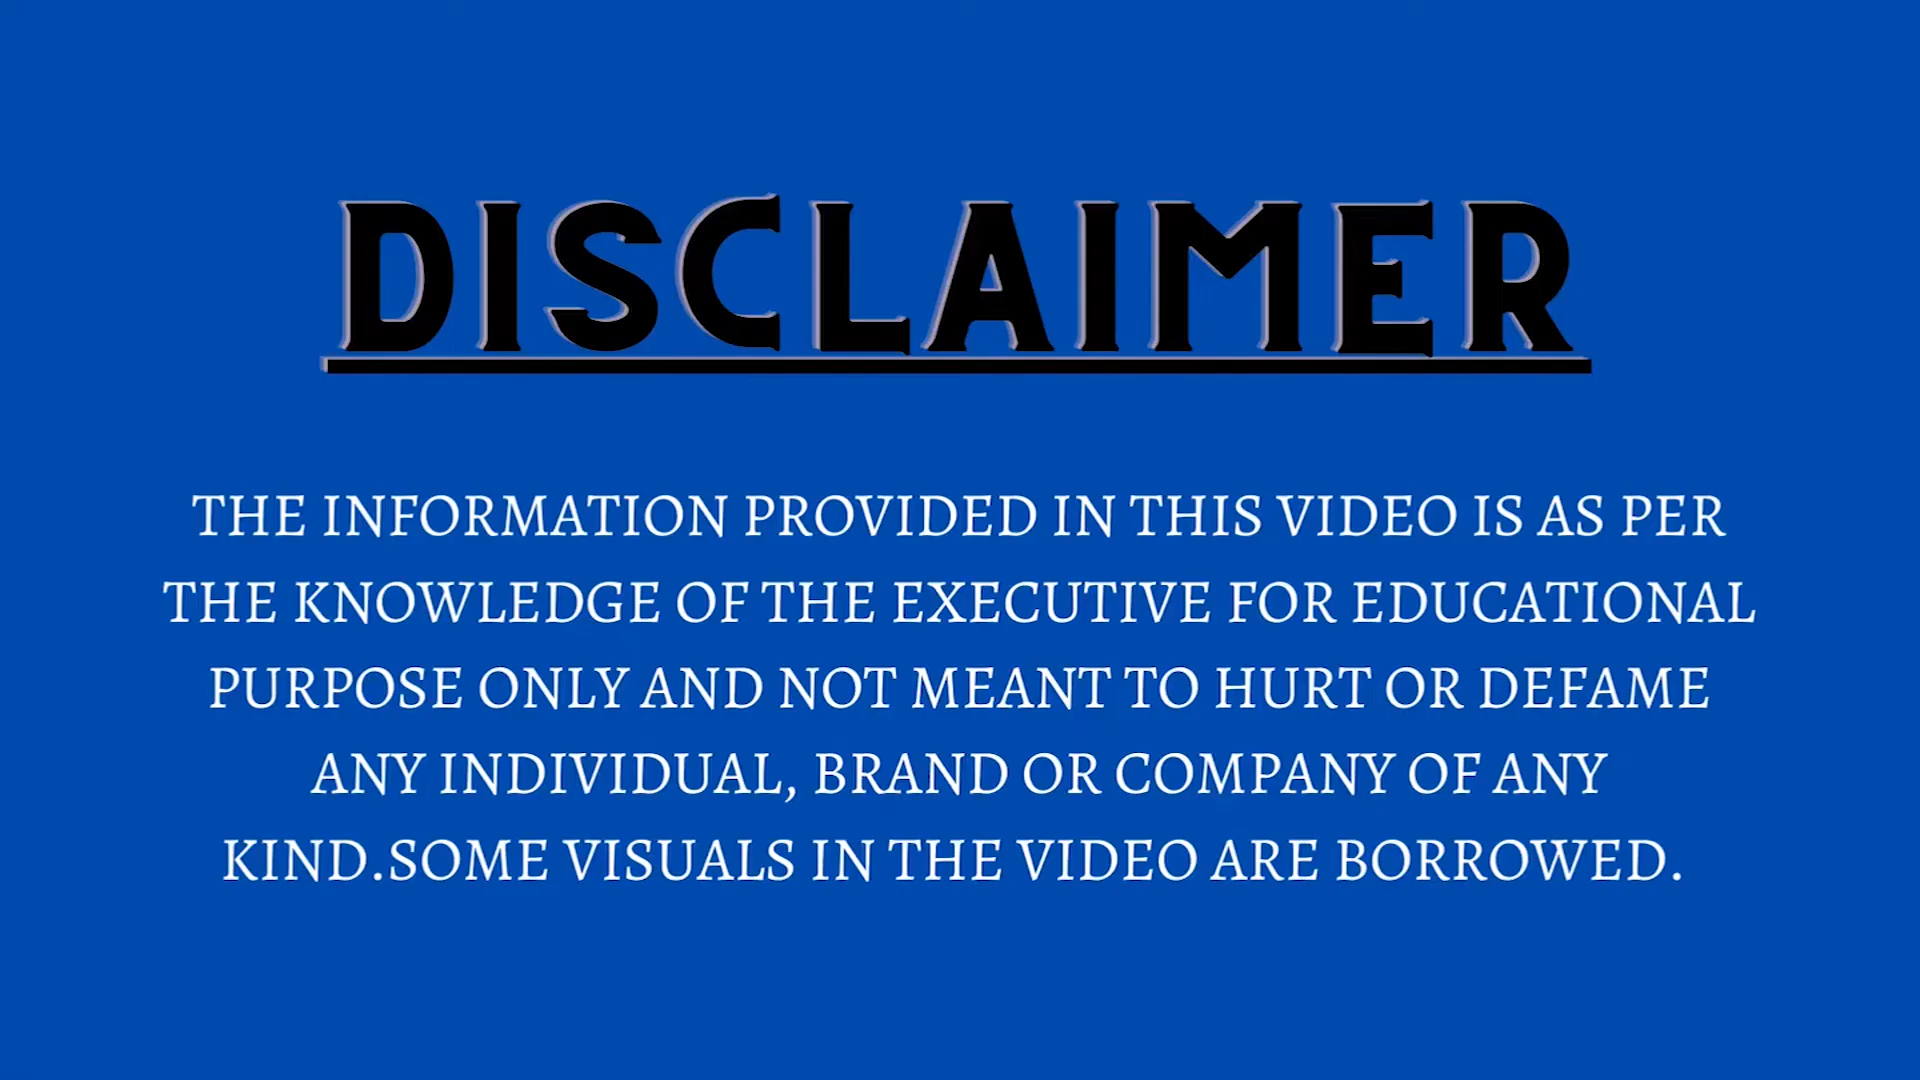 DISCLAIMER
THE INFORMATION PROVIDED IN THIS VIDEO IS AS PER
THE KNOWLEDGE OF THE EXECUTIVE FOR EDUCATIONAL
PURPOSE ONLY AND NOT MEANT TO HURT OR DEFAME
ANY INDIVIDUAL, BRAND OR COMPANY OF ANY
KIND.SOME VISUALS IN THE VIDEO ARE BORROWED.